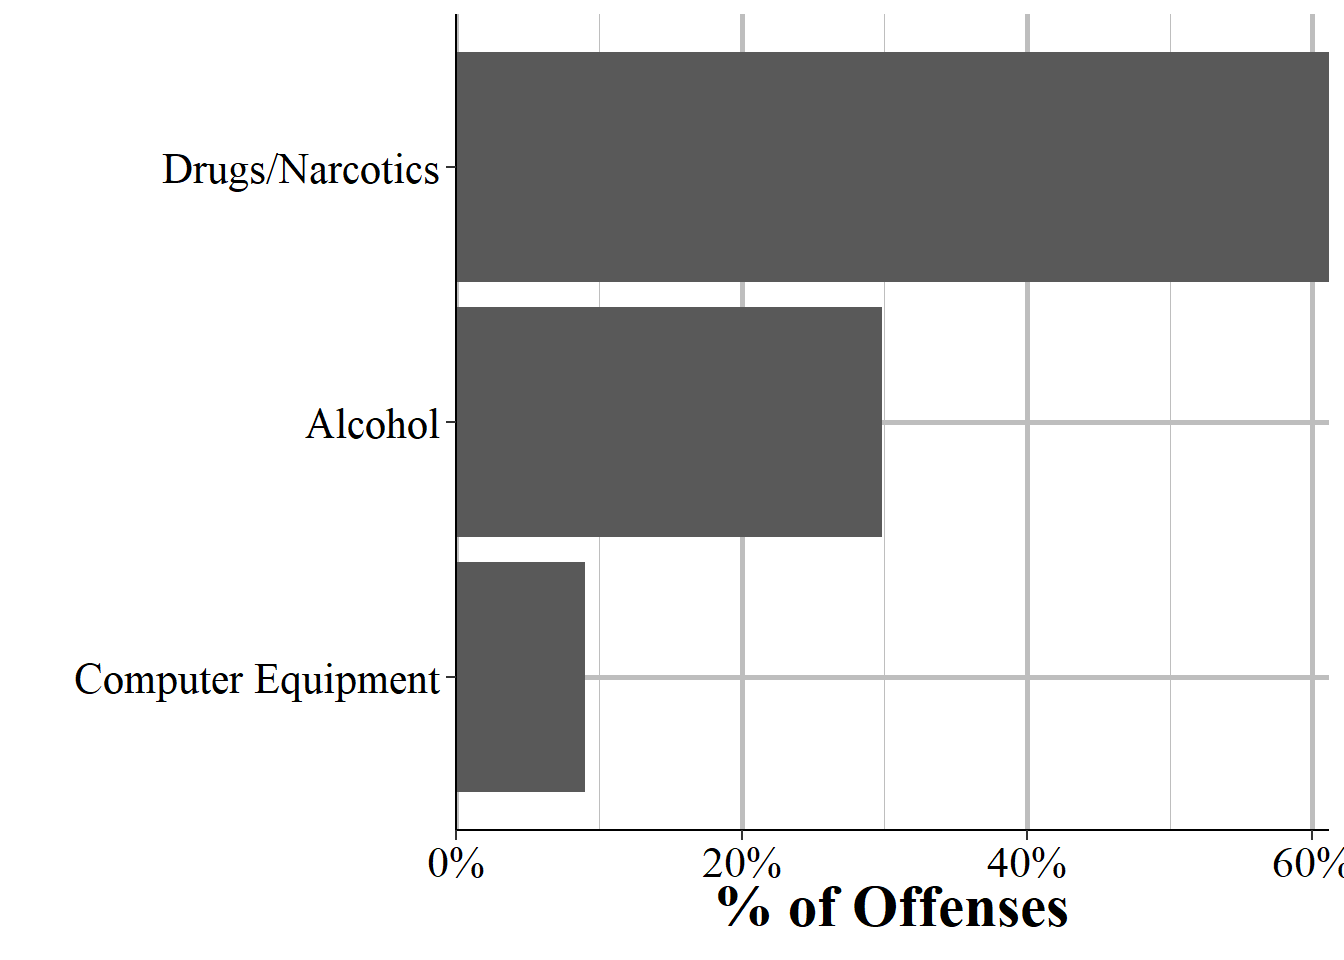 Drugs/Narcotics
Alcohol
Computer Equipment
0% 20% 40% 60%
% of Offenses